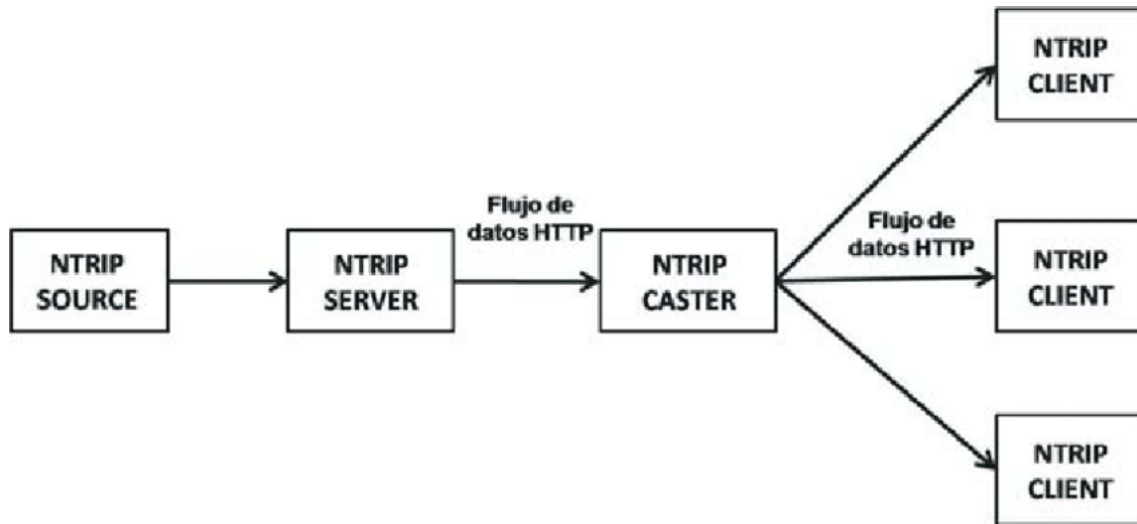 NTRIP
SOURCE
NTRIP
SERVER
Flujo de
datos HTTP
NTRIP
CASTER
Flujo de
datos HTTP
NTRIP
CLIENT
NTRIP
CLIENT
NTRIP
CLIENT